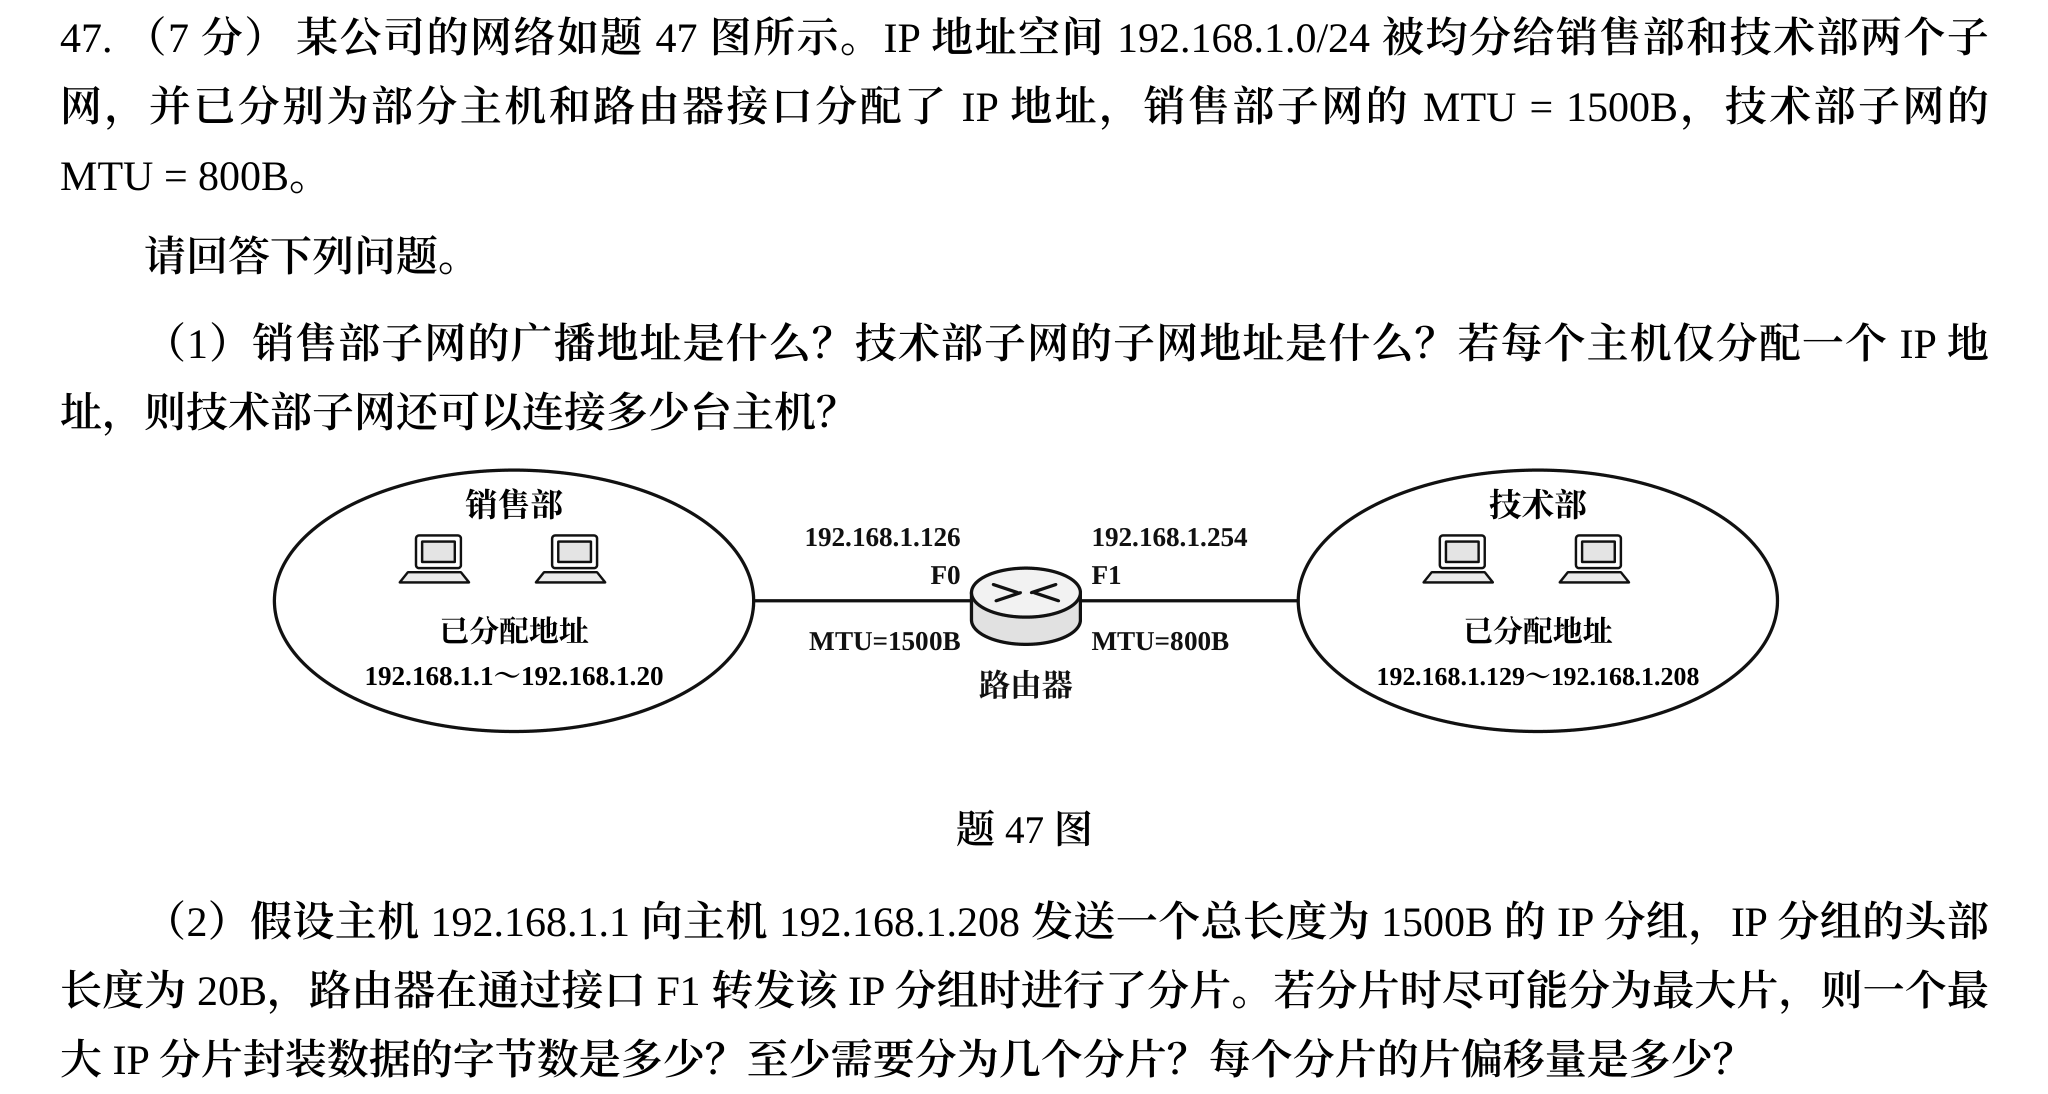 47. （7 分） 某公司的网络如题 47 图所示。IP 地址空间 192.168.1.0/24 被均分给销售部和技术部两个子
网，并已分别为部分主机和路由器接口分配了 IP 地址，销售部子网的 MTU = 1500B，技术部子网的
MTU = 800B。
请回答下列问题。
（1）销售部子网的广播地址是什么？技术部子网的子网地址是什么？若每个主机仅分配一个 IP 地
址，则技术部子网还可以连接多少台主机？
销售部
已分配地址
192.168.1.1～192.168.1.20
192.168.1.126
F0
MTU=1500B
路由器
192.168.1.254
F1
MTU=800B
技术部
已分配地址
192.168.1.129～192.168.1.208
题 47 图
（2）假设主机 192.168.1.1 向主机 192.168.1.208 发送一个总长度为 1500B 的 IP 分组，IP 分组的头部
长度为 20B，路由器在通过接口 F1 转发该 IP 分组时进行了分片。若分片时尽可能分为最大片，则一个最
大 IP 分片封装数据的字节数是多少？至少需要分为几个分片？每个分片的片偏移量是多少？